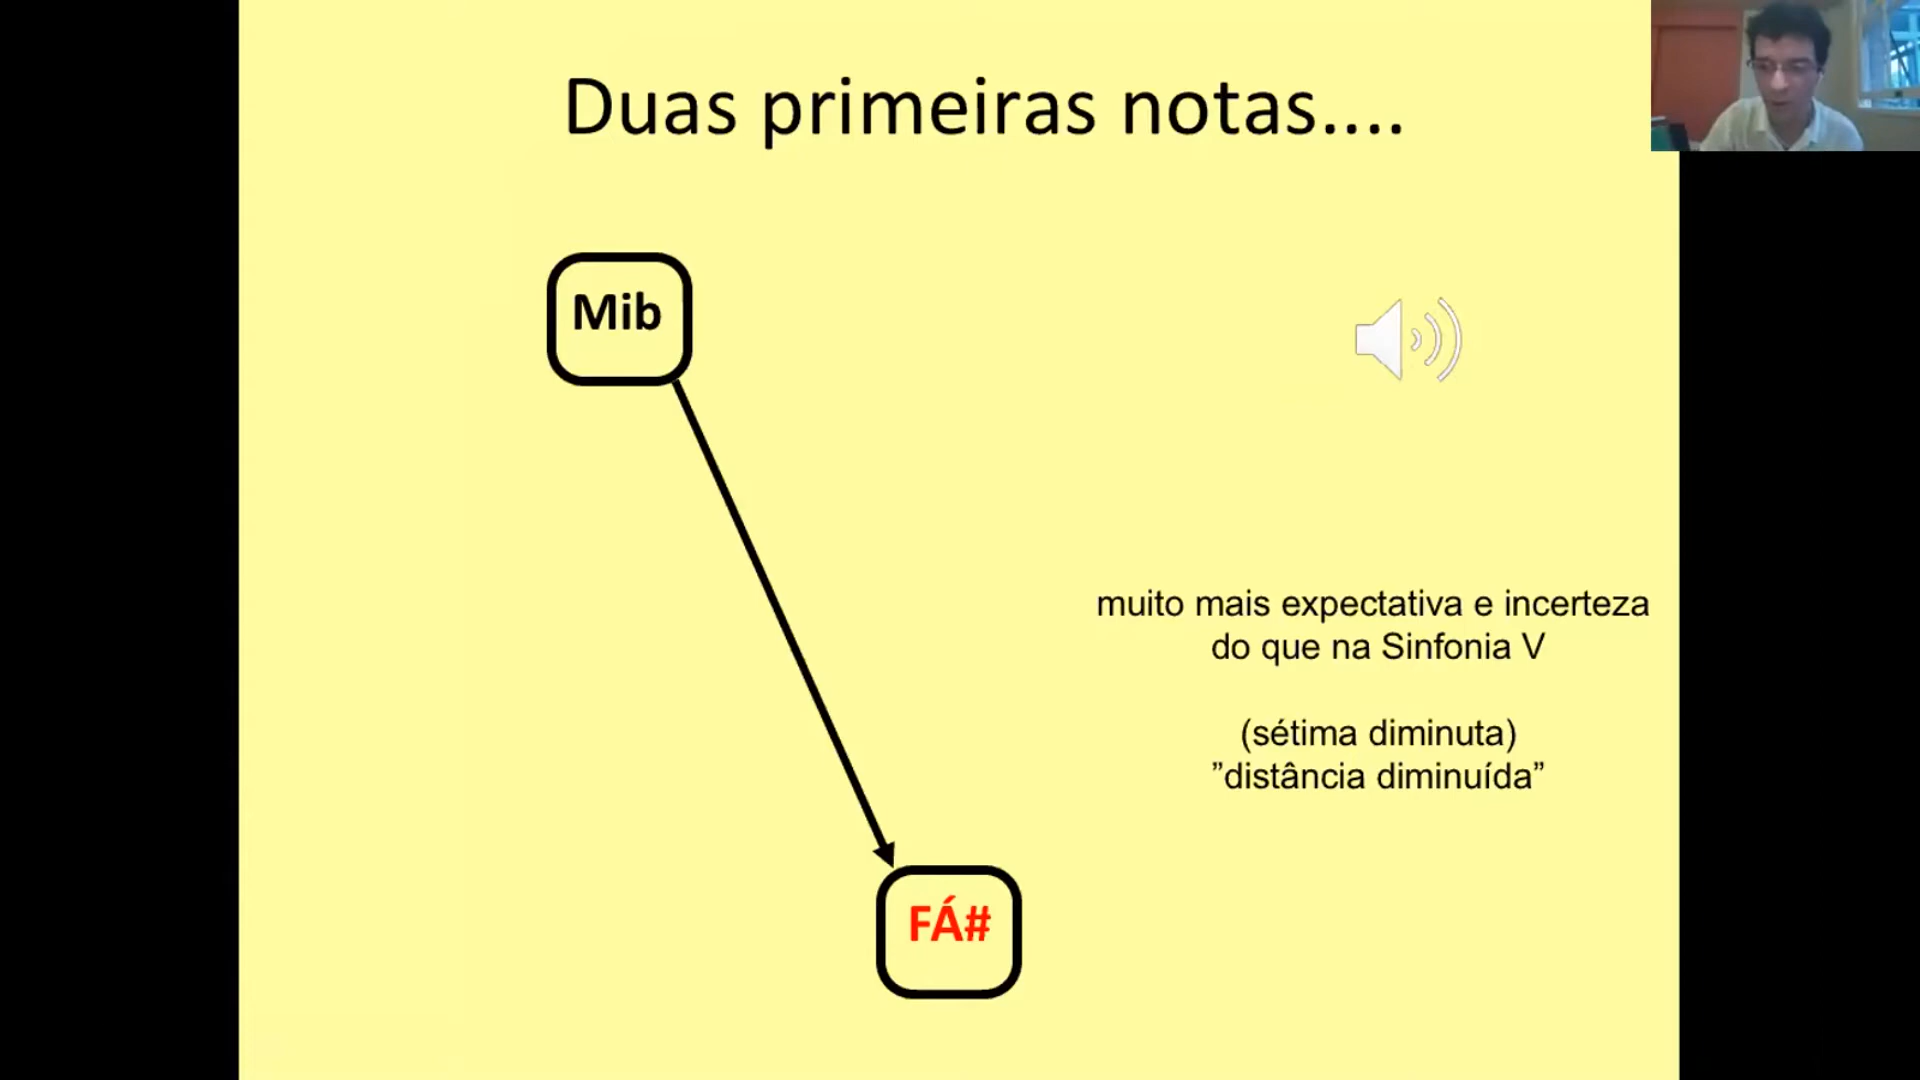 Duas primeiras notas....
Mib
muito mais expectativa e incerteza
do que na Sinfonia V
(sétima diminuta)
”distância diminuída”
FÁ#